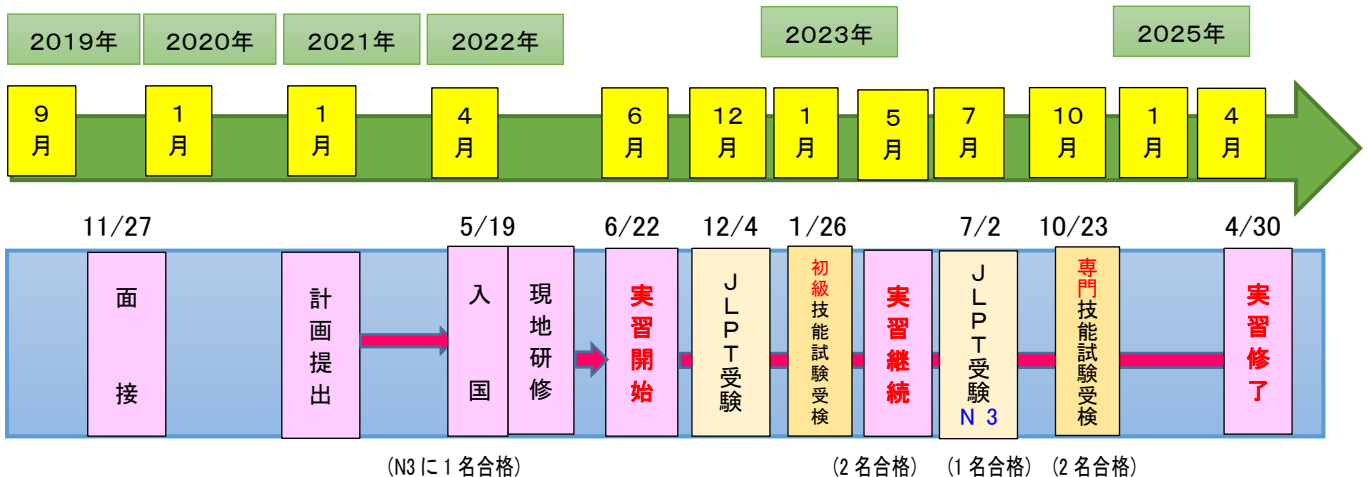 2019年
2020年
2021年
2022年
2023年
2025年
9月
1月
1月
4月
6月
12月
1月
5月
7月
10月
1月
4月
11/27
5/19
6/22
12/4
1/26
7/2
10/23
4/30
面接
計画提出
入国
現地研修
実習開始
JLPT受験
初級技能試験受検
実習継続
JLPT受験N3
専門技能試験受検
実習修了
(N3に1名合格)
(2名合格)
(1名合格)
(2名合格)